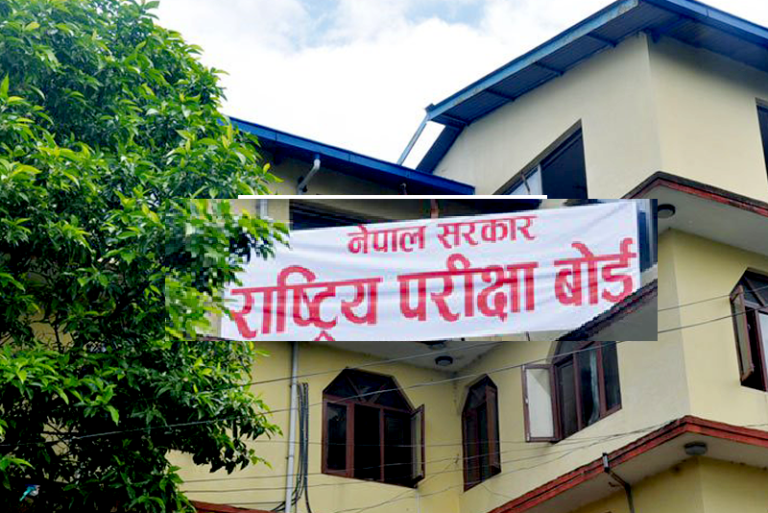 नेपाल सरकार
राष्ट्रिय परीक्षा बोर्ड